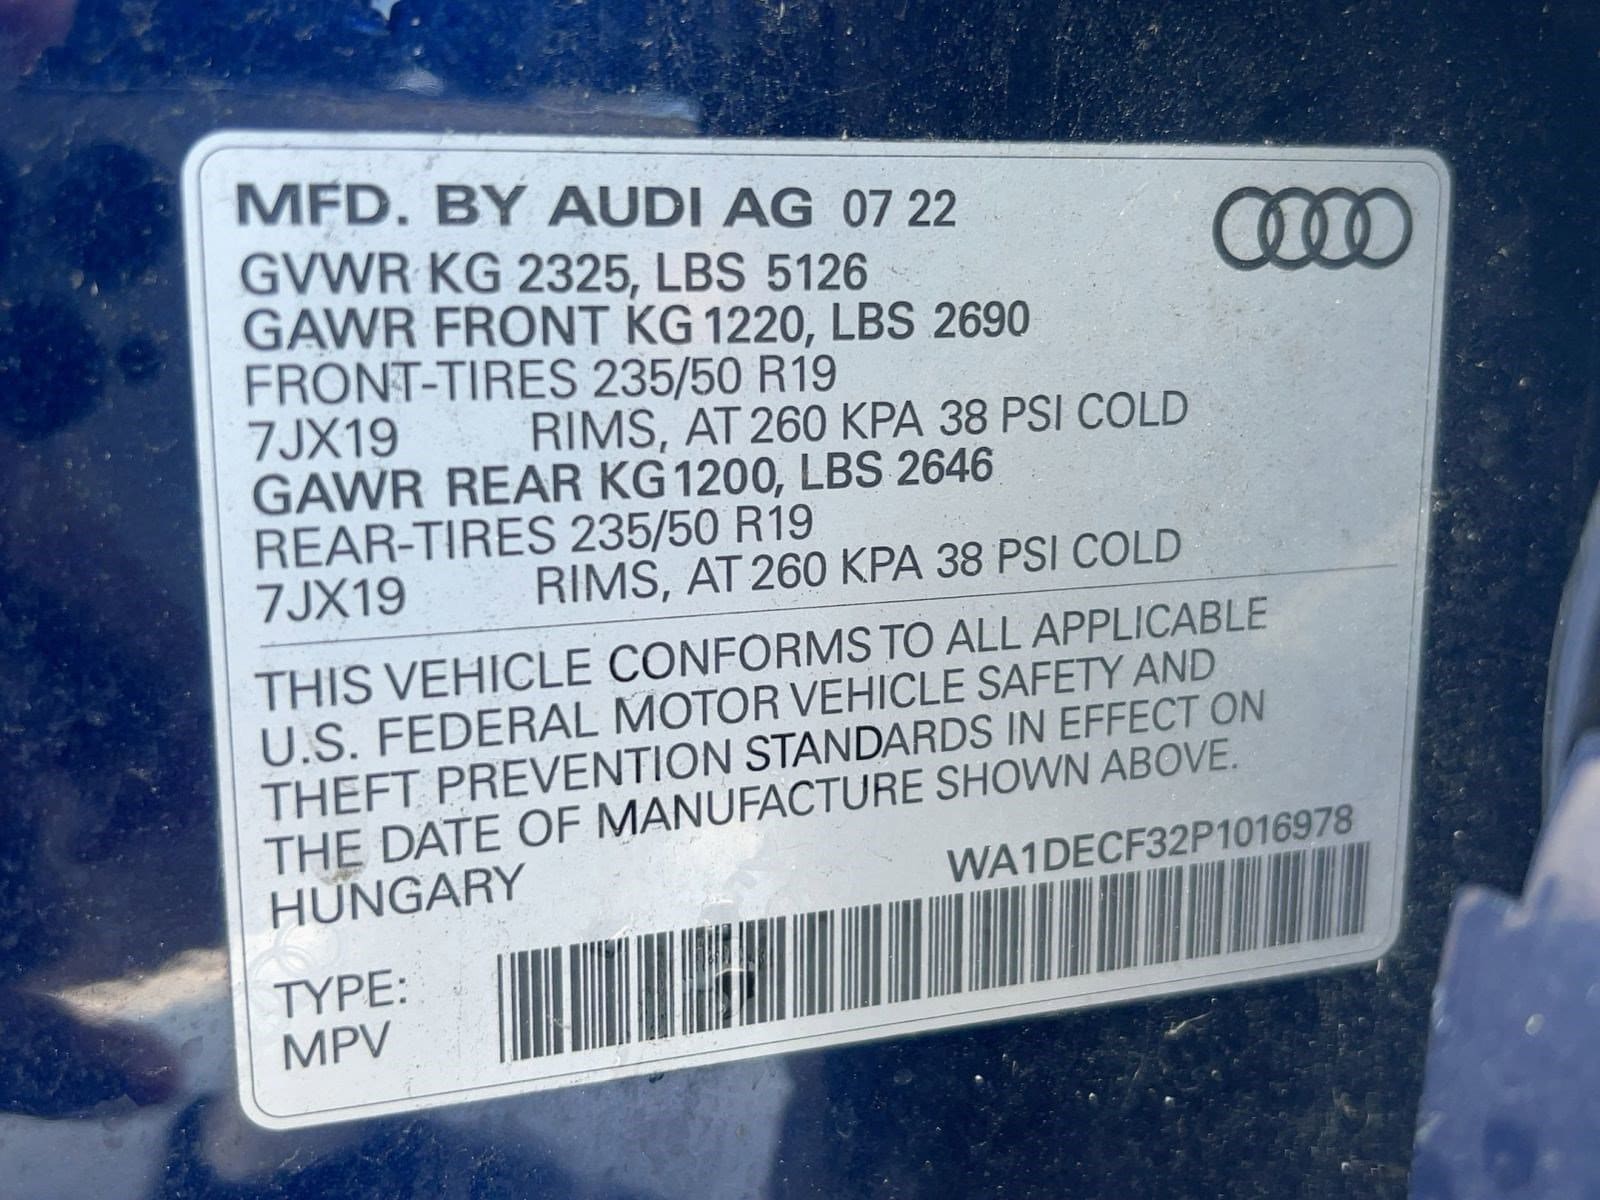 MFD. BY AUDI AG 07 22
GVWR KG 2325, LBS 5126
GAWR FRONT KG 1220, LBS 2690
FRONT-TIRES 235/50 R19
7JX19 RIMS, AT 260 KPA 38 PSI COLD
GAWR REAR KG 1200, LBS 2646
REAR-TIRES 235/50 R19
7JX19 RIMS, AT 260 KPA 38 PSI COLD
THIS VEHICLE CONFORMS TO ALL APPLICABLE
U.S. FEDERAL MOTOR VEHICLE SAFETY AND
THEFT PREVENTION STANDARDS IN EFFECT ON
THE DATE OF MANUFACTURE SHOWN ABOVE.
HUNGARY WA1DECF32P1016978
TYPE:
MPV